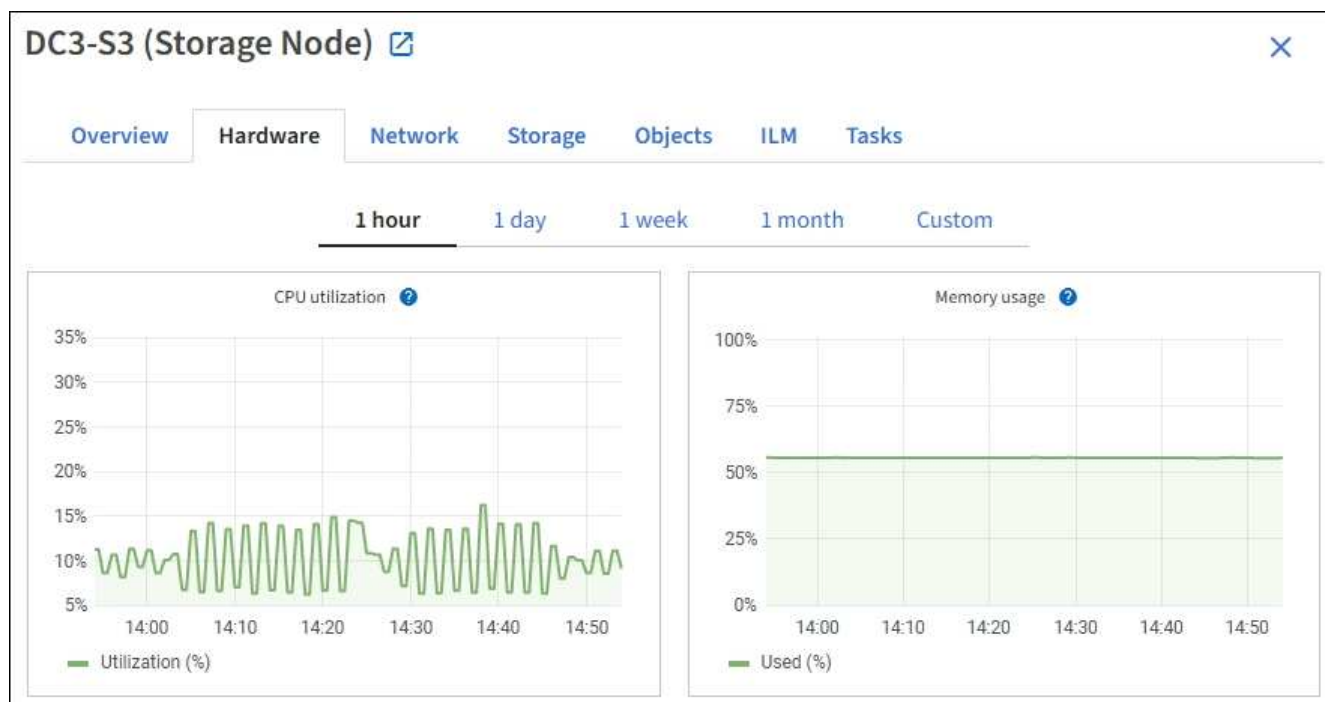 DC3-S3 (Storage Node)
Overview Hardware Network Storage Objects ILM Tasks
1 hour 1 day 1 week 1 month Custom
CPU utilization ?
35%
30%
25%
20%
15%
10%
5%
14:00 14:10 14:20 14:30 14:40 14:50
Utilization (%)
Memory usage ?
100%
75%
50%
25%
0%
14:00 14:10 14:20 14:30 14:40 14:50
Used (%)